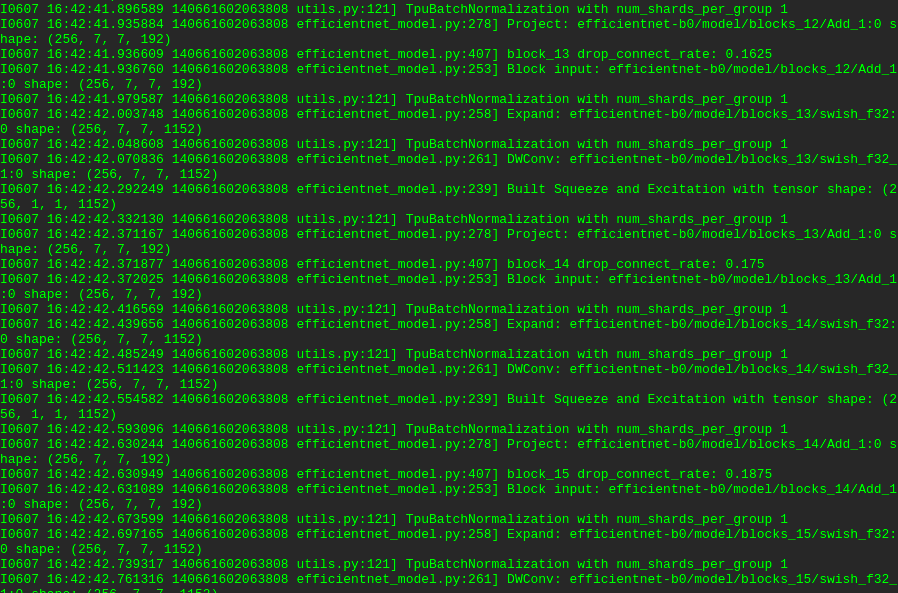 I0607 16:42:41.896589 140661602063808 utils.py:121] TpuBatchNormalization with num_shards_per_group 1
I0607 16:42:41.935884 140661602063808 efficientnet_model.py:278] Project: efficientnet-b0/model/blocks_12/Add_1:0 s
hape: (256, 7, 7, 192)
I0607 16:42:41.936609 140661602063808 efficientnet_model.py:407] block_13 drop_connect_rate: 0.1625
I0607 16:42:41.936760 140661602063808 efficientnet_model.py:253] Block input: efficientnet-b0/model/blocks_12/Add_1
:0 shape: (256, 7, 7, 192)
I0607 16:42:41.979587 140661602063808 utils.py:121] TpuBatchNormalization with num_shards_per_group 1
I0607 16:42:42.003748 140661602063808 efficientnet_model.py:258] Expand: efficientnet-b0/model/blocks_13/swish_f32:
0 shape: (256, 7, 7, 1152)
I0607 16:42:42.048608 140661602063808 utils.py:121] TpuBatchNormalization with num_shards_per_group 1
I0607 16:42:42.070836 140661602063808 efficientnet_model.py:261] DWConv: efficientnet-b0/model/blocks_13/swish_f32_
1:0 shape: (256, 7, 7, 1152)
I0607 16:42:42.292249 140661602063808 efficientnet_model.py:239] Built Squeeze and Excitation with tensor shape: (2
56, 1, 1, 1152)
I0607 16:42:42.332130 140661602063808 utils.py:121] TpuBatchNormalization with num_shards_per_group 1
I0607 16:42:42.371167 140661602063808 efficientnet_model.py:278] Project: efficientnet-b0/model/blocks_13/Add_1:0 s
hape: (256, 7, 7, 192)
I0607 16:42:42.371877 140661602063808 efficientnet_model.py:407] block_14 drop_connect_rate: 0.175
I0607 16:42:42.372025 140661602063808 efficientnet_model.py:253] Block input: efficientnet-b0/model/blocks_13/Add_1
:0 shape: (256, 7, 7, 192)
I0607 16:42:42.416569 140661602063808 utils.py:121] TpuBatchNormalization with num_shards_per_group 1
I0607 16:42:42.439656 140661602063808 efficientnet_model.py:258] Expand: efficientnet-b0/model/blocks_14/swish_f32:
0 shape: (256, 7, 7, 1152)
I0607 16:42:42.485249 140661602063808 utils.py:121] TpuBatchNormalization with num_shards_per_group 1
I0607 16:42:42.511423 140661602063808 efficientnet_model.py:261] DWConv: efficientnet-b0/model/blocks_14/swish_f32_
1:0 shape: (256, 7, 7, 1152)
I0607 16:42:42.554582 140661602063808 efficientnet_model.py:239] Built Squeeze and Excitation with tensor shape: (2
56, 1, 1, 1152)
I0607 16:42:42.593096 140661602063808 utils.py:121] TpuBatchNormalization with num_shards_per_group 1
I0607 16:42:42.630244 140661602063808 efficientnet_model.py:278] Project: efficientnet-b0/model/blocks_14/Add_1:0 s
hape: (256, 7, 7, 192)
I0607 16:42:42.630949 140661602063808 efficientnet_model.py:407] block_15 drop_connect_rate: 0.1875
I0607 16:42:42.631089 140661602063808 efficientnet_model.py:253] Block input: efficientnet-b0/model/blocks_14/Add_1
:0 shape: (256, 7, 7, 192)
I0607 16:42:42.673599 140661602063808 utils.py:121] TpuBatchNormalization with num_shards_per_group 1
I0607 16:42:42.697165 140661602063808 efficientnet_model.py:258] Expand: efficientnet-b0/model/blocks_15/swish_f32:
0 shape: (256, 7, 7, 1152)
I0607 16:42:42.739317 140661602063808 utils.py:121] TpuBatchNormalization with num_shards_per_group 1
I0607 16:42:42.761316 140661602063808 efficientnet_model.py:261] DWConv: efficientnet-b0/model/blocks_15/swish_f32_
1:0 shape: (256, 7, 7, 1152)